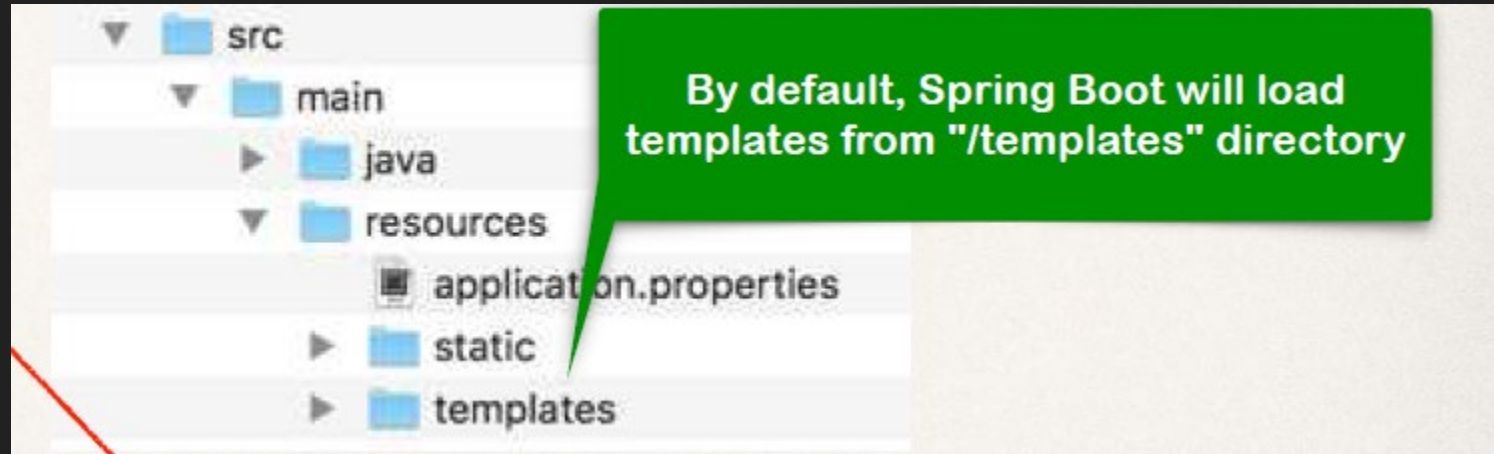 src
main
java
resources
application.properties
static
templates
By default, Spring Boot will load
templates from "/templates" directory